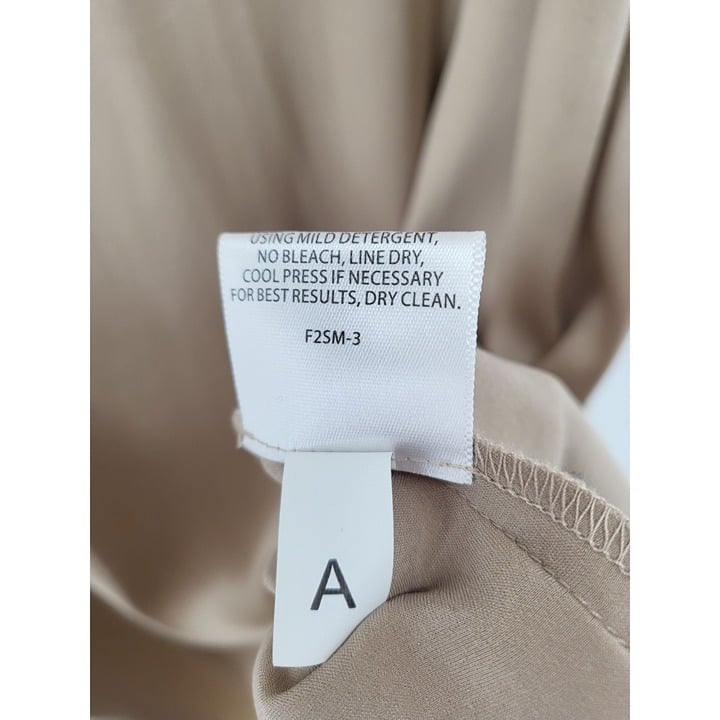 USING MILD DETERGENT,
NO BLEACH, LINE DRY,
COOL PRESS IF NECESSARY
FOR BEST RESULTS, DRY CLEAN.
F2SM-3
A